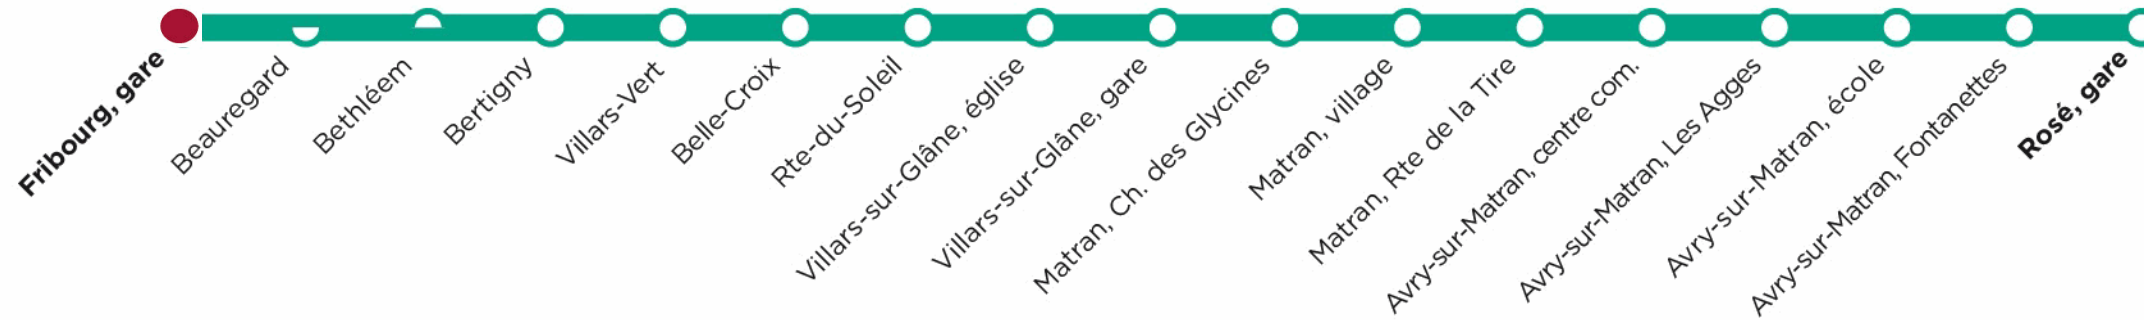 Fribourg, gare
Beauregard
Bethléem
Bertigny
Villars-Vert
Belle-Croix
Rte-du-Soleil
Villars-sur-Glâne, église
Villars-sur-Glâne, gare
Matran, Ch. des Glycines
Matran, village
Matran, Rte de la Tire
Avry-sur-Matran, centre com.
Avry-sur-Matran, Les Agges
Avry-sur-Matran, école
Avry-sur-Matran, Fontanettes
Rosé, gare